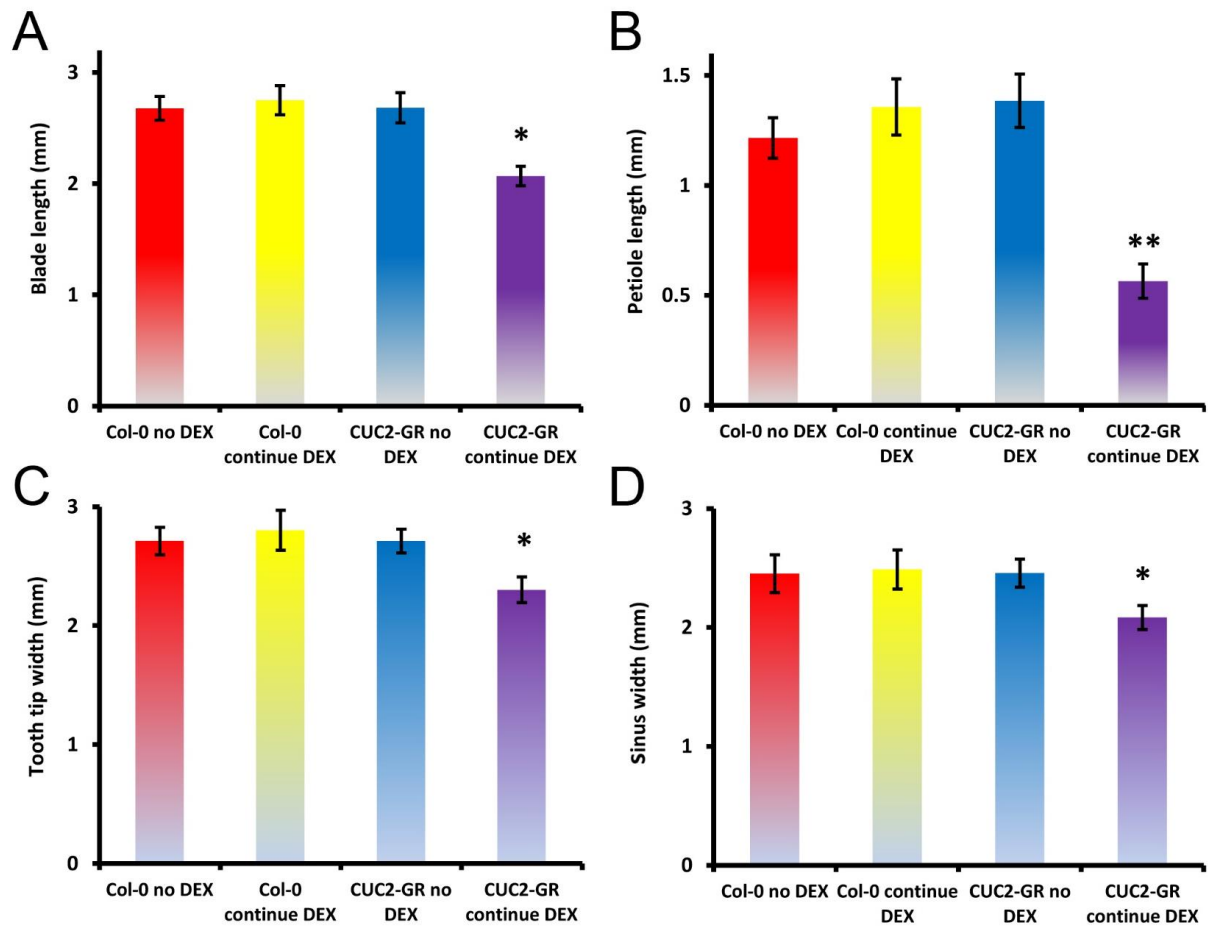 A
Blade length (mm)
3
2
1
0
*
Col-0 no DEX
Col-0
continue DEX
CUC2-GR no
DEX
CUC2-GR
continue DEX
B
Petiole length (mm)
1.5
1
0.5
0
**
Col-0 no DEX
Col-0 continue
DEX
CUC2-GR no
DEX
CUC2-GR
continue DEX
C
Tooth tip width (mm)
3
2
1
0
*
Col-0 no DEX
Col-0
continue DEX
CUC2-GR no
DEX
CUC2-GR
continue DEX
D
Sinus width (mm)
3
2
1
0
*
Col-0 no DEX
Col-0 continue
DEX
CUC2-GR no
DEX
CUC2-GR
continue DEX